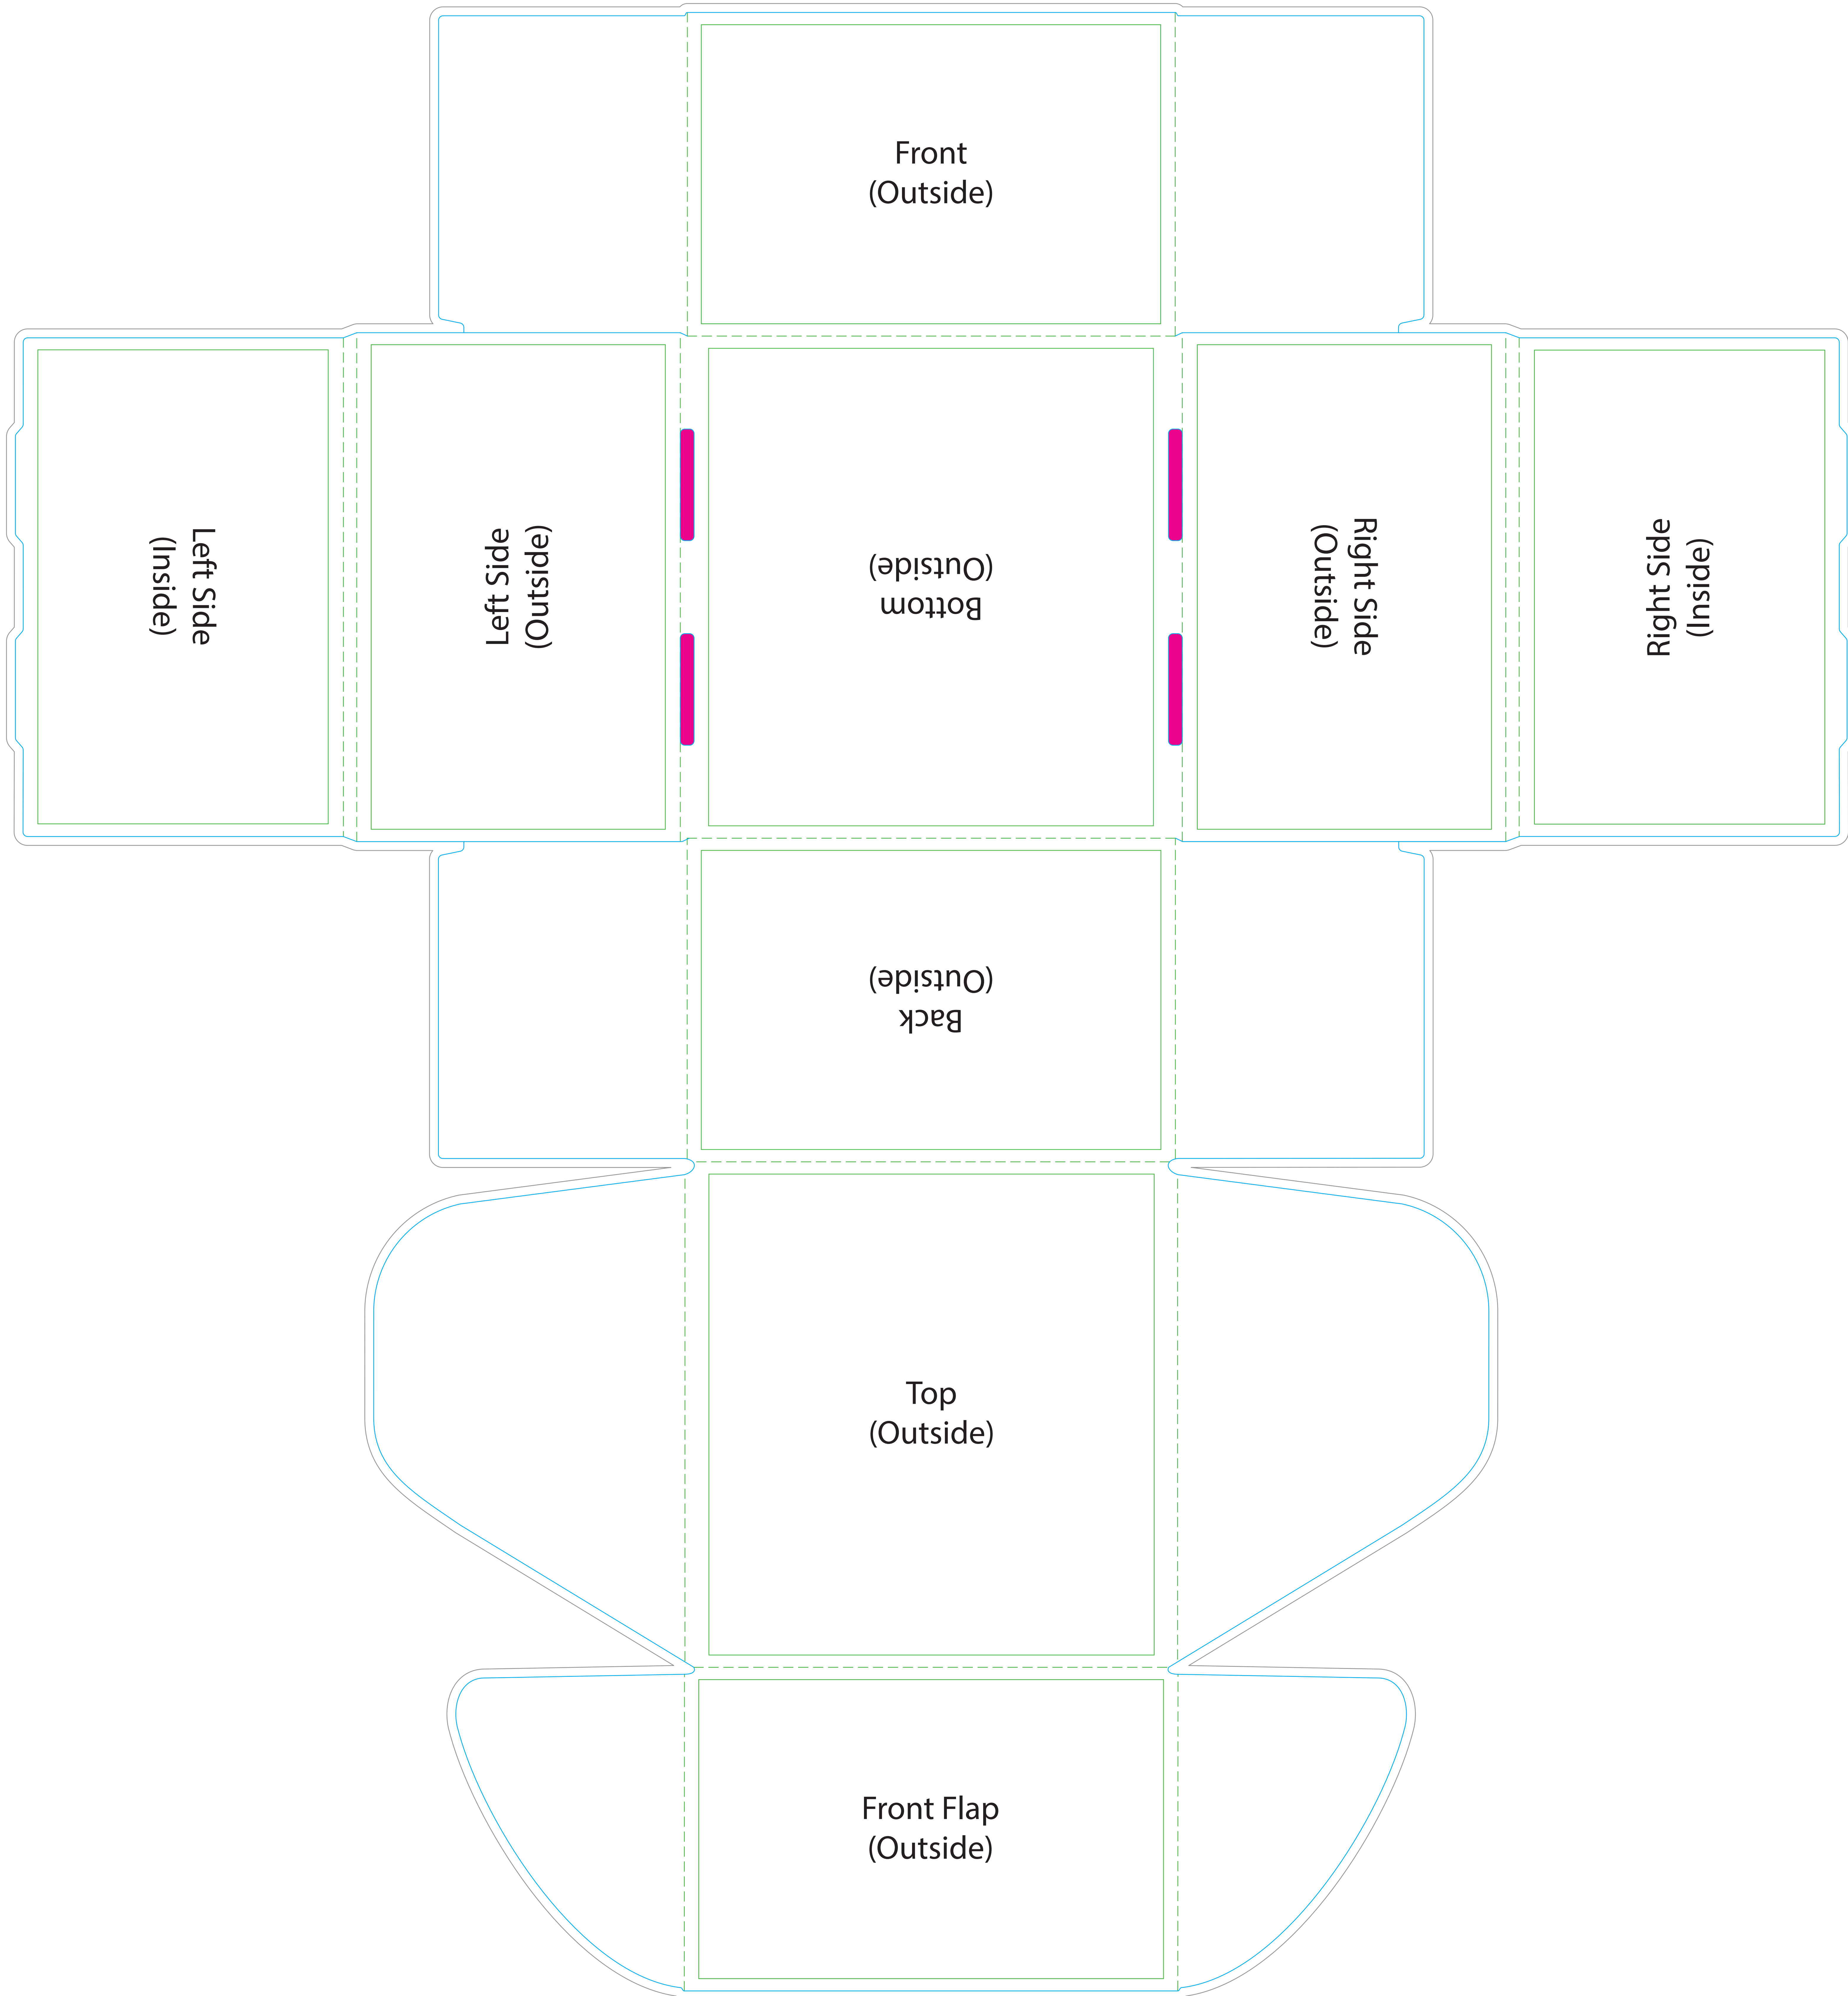 Front
(Outside)
Left Side
(Inside)
Left Side
(Outside)
Bottom
(Outside)
Right Side
(Outside)
Right Side
(Inside)
Back
(Outside)
Top
(Outside)
Front Flap
(Outside)